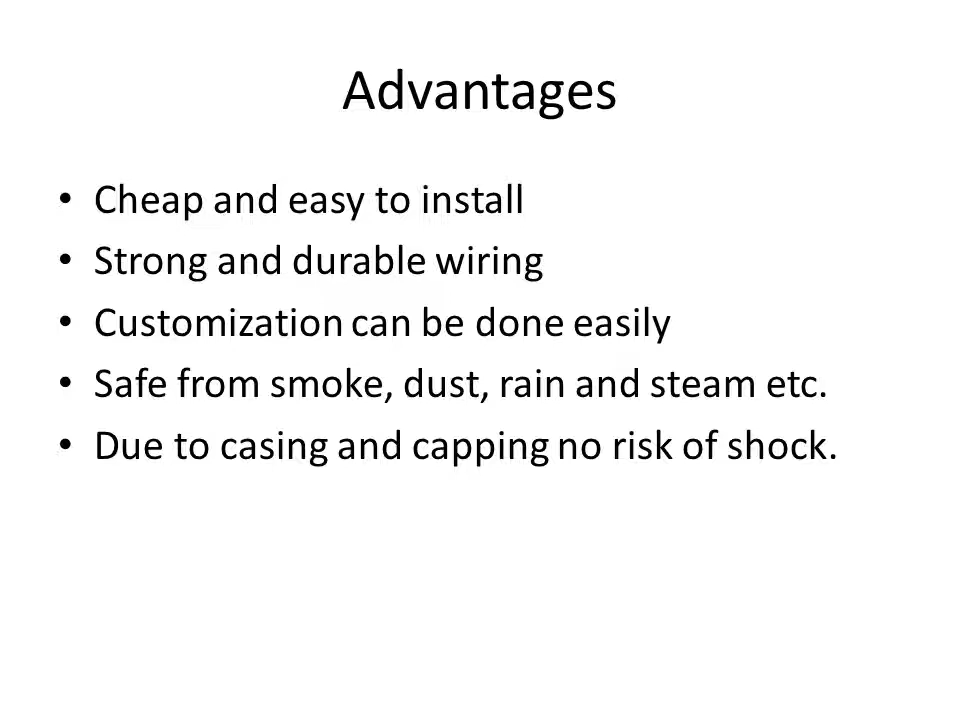 Advantages
• Cheap and easy to install
• Strong and durable wiring
• Customization can be done easily
• Safe from smoke, dust, rain and steam etc.
• Due to casing and capping no risk of shock.